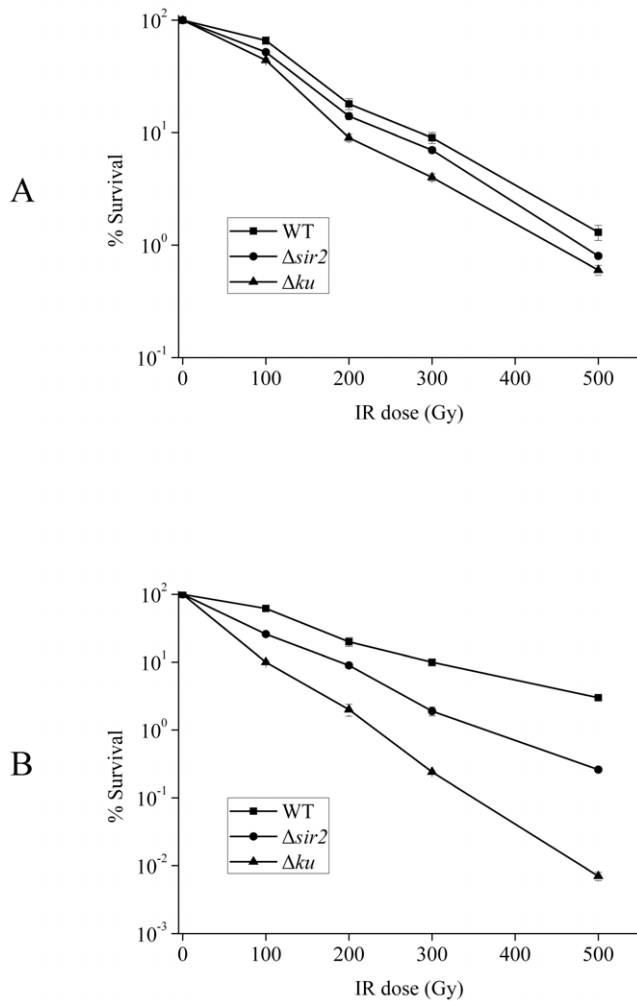 A
% Survival
10²
10¹
10⁰
10⁻¹
WT
Δsir2
Δku
0 100 200 300 400 500
IR dose (Gy)
B
% Survival
10²
10¹
10⁰
10⁻¹
10⁻²
10⁻³
WT
Δsir2
Δku
0 100 200 300 400 500
IR dose (Gy)